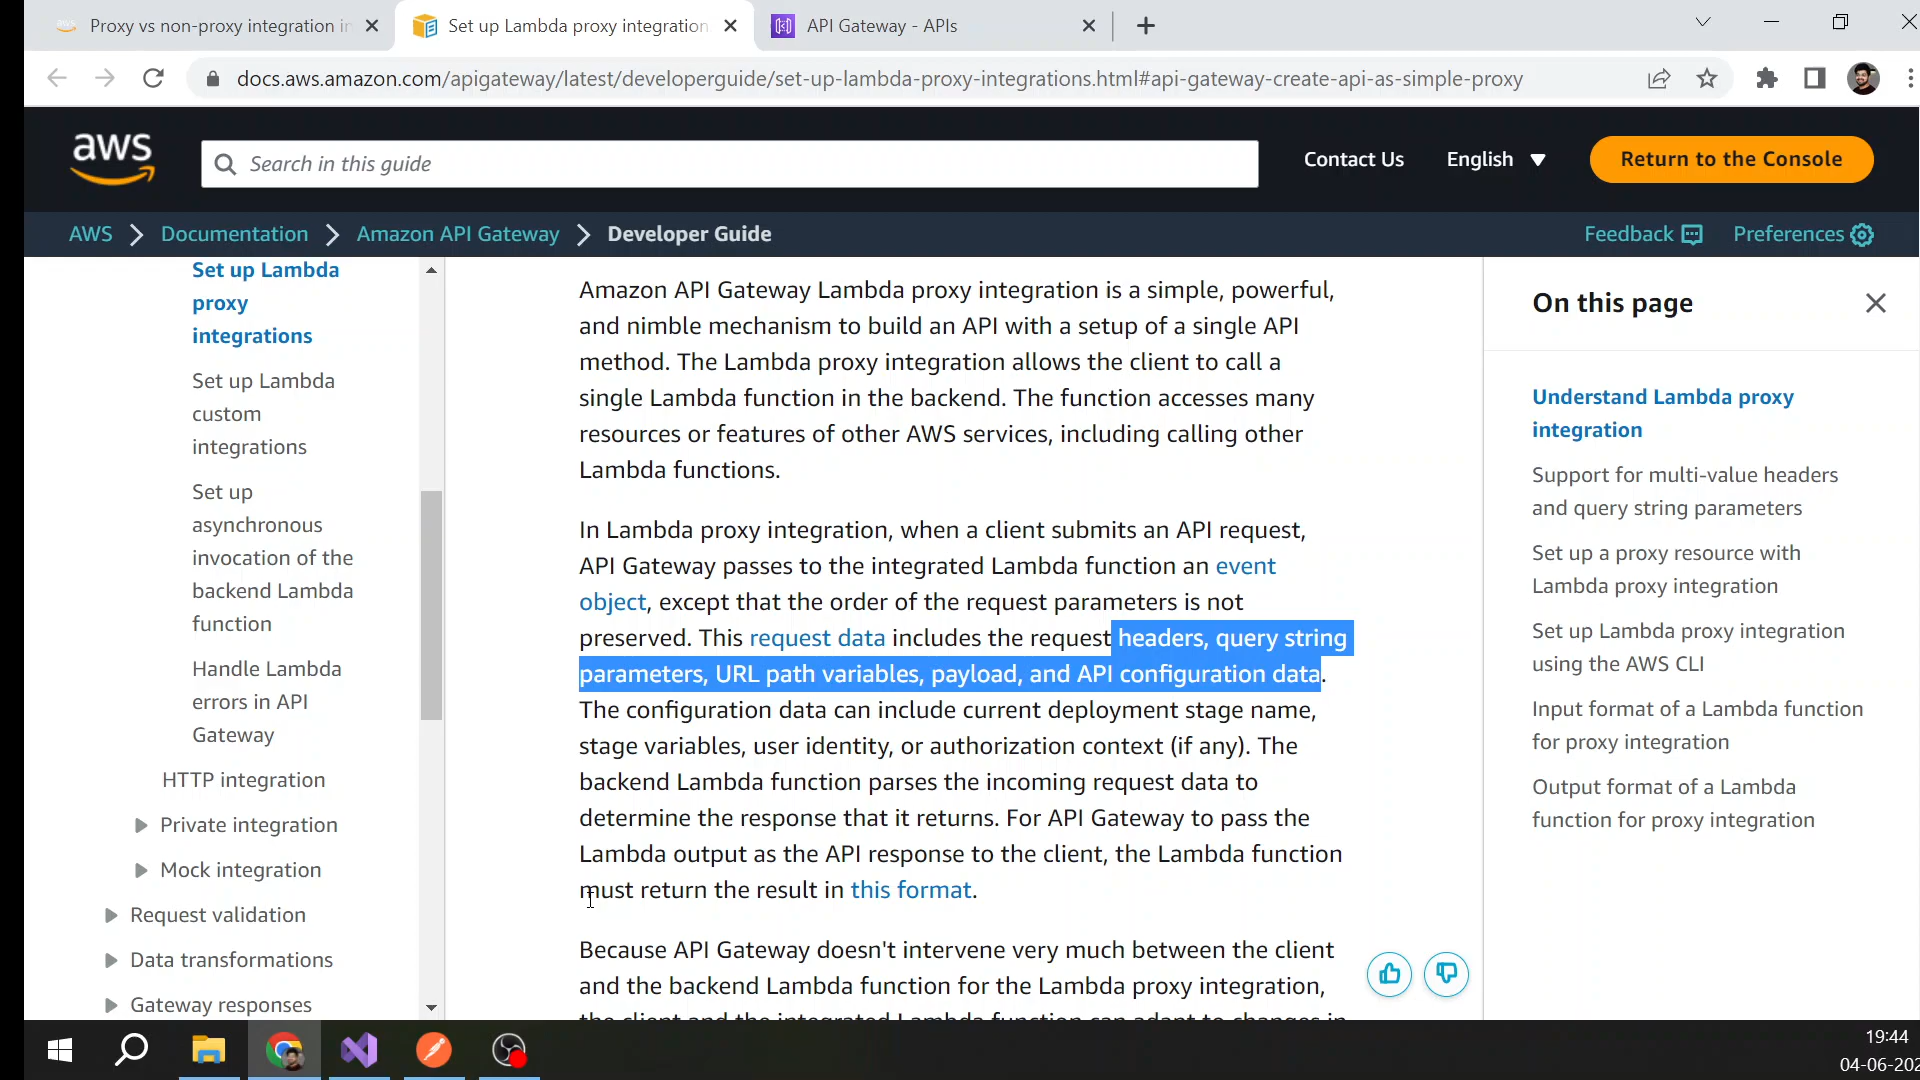 Proxy vs non-proxy integration in
Set up Lambda proxy integration
API Gateway - APIs
docs.aws.amazon.com/apigateway/latest/developerguide/set-up-lambda-proxy-integrations.html#api-gateway-create-api-as-simple-proxy
aws
Search in this guide
Contact Us
English
Return to the Console
AWS
Documentation
Amazon API Gateway
Developer Guide
Feedback
Preferences
Set up Lambda
proxy
integrations
Set up Lambda
custom
integrations
Set up
asynchronous
invocation of the
backend Lambda
function
Handle Lambda
errors in API
Gateway
HTTP integration
Private integration
Mock integration
Request validation
Data transformations
Gateway responses
Amazon API Gateway Lambda proxy integration is a simple, powerful,
and nimble mechanism to build an API with a setup of a single API
method. The Lambda proxy integration allows the client to call a
single Lambda function in the backend. The function accesses many
resources or features of other AWS services, including calling other
Lambda functions.
In Lambda proxy integration, when a client submits an API request,
API Gateway passes to the integrated Lambda function an event
object, except that the order of the request parameters is not
preserved. This request data includes the request headers, query string
parameters, URL path variables, payload, and API configuration data.
The configuration data can include current deployment stage name,
stage variables, user identity, or authorization context (if any). The
backend Lambda function parses the incoming request data to
determine the response that it returns. For API Gateway to pass the
Lambda output as the API response to the client, the Lambda function
must return the result in this format.
Because API Gateway doesn't intervene very much between the client
and the backend Lambda function for the Lambda proxy integration,
the client and the integrated Lambda function can adapt to changes in
On this page
Understand Lambda proxy
integration
Support for multi-value headers
and query string parameters
Set up a proxy resource with
Lambda proxy integration
Set up Lambda proxy integration
using the AWS CLI
Input format of a Lambda function
for proxy integration
Output format of a Lambda
function for proxy integration
19:44
04-06-202